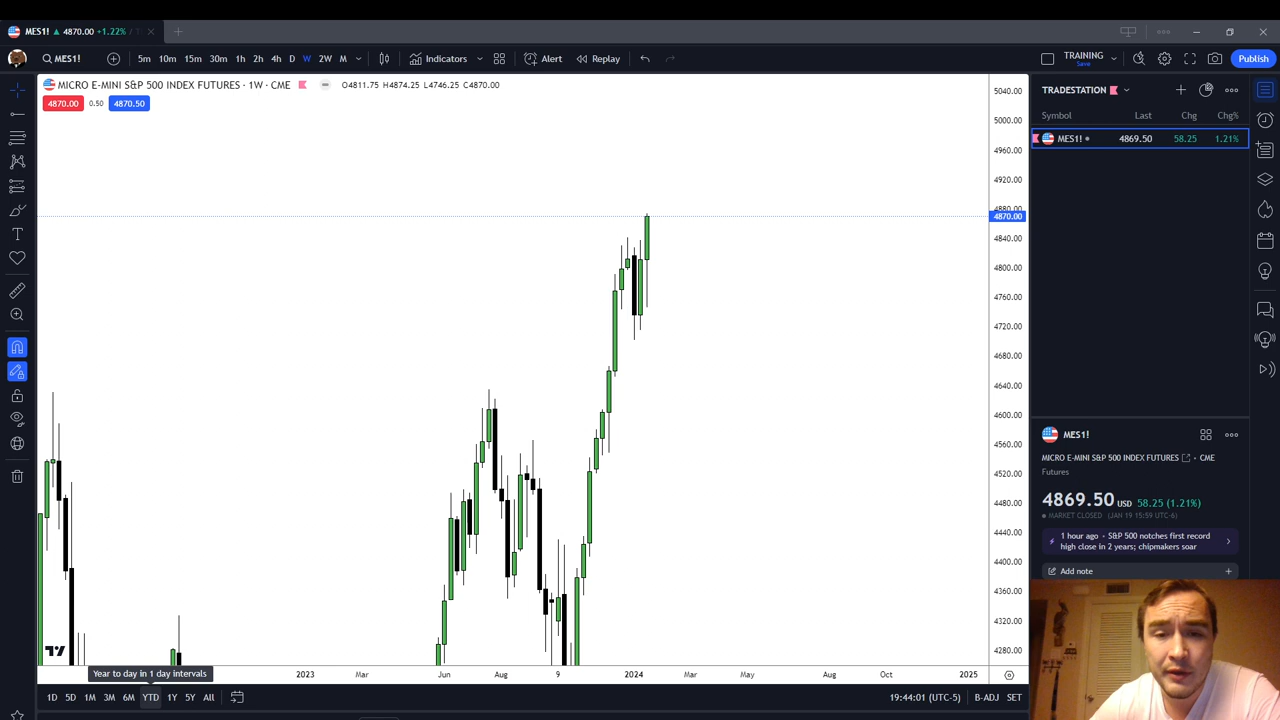 MES1! ▲ 4870.00 +1.22% /
MES1! 5m 10m 15m 30m 1h 2h 4h D W 2W M Indicators Alert Replay TRAINING Save Publish
MICRO E-MINI S&P 500 INDEX FUTURES · 1W · CME O4811.75 H4874.25 L4746.25 C4870.00
4870.00 0.50 4870.50
5040.00
5000.00
4960.00
4920.00
4880.00
4870.00
4840.00
4800.00
4760.00
4720.00
4680.00
4640.00
4600.00
4560.00
4520.00
4480.00
4440.00
4400.00
4360.00
4320.00
4280.00
Year to day in 1 day intervals
2023 Mar Jun Aug 9 2024 Mar May Aug Oct 2025
1D 5D 1M 3M 6M YTD 1Y 5Y All 19:44:01 (UTC-5) B-ADJ SET
TRADESTATION
Symbol Last Chg Chg%
MES1! 4869.50 58.25 1.21%
MES1!
MICRO E-MINI S&P 500 INDEX FUTURES · CME
Futures
4869.50 USD 58.25 (1.21%)
MARKET CLOSED (JAN 19 15:59 UTC-6)
1 hour ago · S&P 500 notches first record
high close in 2 years; chipmakers soar
Add note